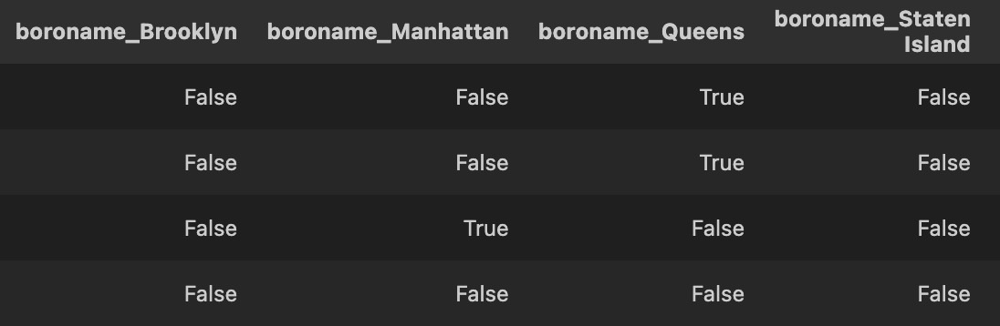 boroname_Brooklyn boroname_Manhattan boroname_Queens boroname_Staten
Island
False False True False
False False True False
False True False False
False False False False